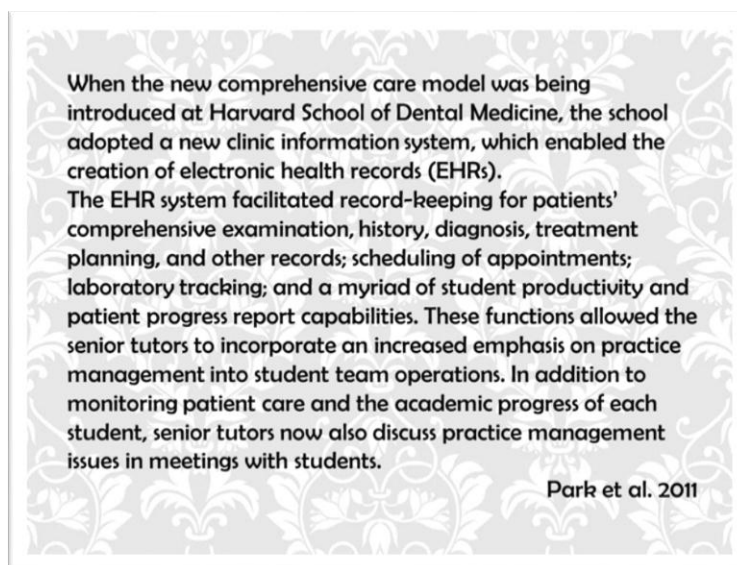 When the new comprehensive care model was being
introduced at Harvard School of Dental Medicine, the school
adopted a new clinic information system, which enabled the
creation of electronic health records (EHRs).
The EHR system facilitated record-keeping for patients’
comprehensive examination, history, diagnosis, treatment
planning, and other records; scheduling of appointments;
laboratory tracking; and a myriad of student productivity and
patient progress report capabilities. These functions allowed the
senior tutors to incorporate an increased emphasis on practice
management into student team operations. In addition to
monitoring patient care and the academic progress of each
student, senior tutors now also discuss practice management
issues in meetings with students.
Park et al. 2011